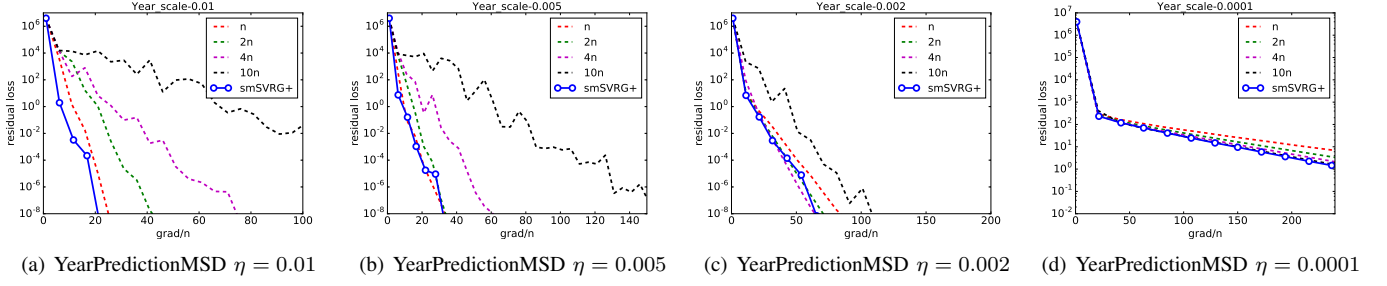 Year_scale-0.01
residual loss
10^6
10^4
10^2
10^0
10^-2
10^-4
10^-6
10^-8
n
2n
4n
10n
smSVRG+
0 20 40 60 80 100
grad/n
(a) YearPredictionMSD η = 0.01
Year_scale-0.005
residual loss
10^6
10^4
10^2
10^0
10^-2
10^-4
10^-6
10^-8
n
2n
4n
10n
smSVRG+
0 20 40 60 80 100 120 140
grad/n
(b) YearPredictionMSD η = 0.005
Year_scale-0.002
residual loss
10^6
10^4
10^2
10^0
10^-2
10^-4
10^-6
10^-8
n
2n
4n
10n
smSVRG+
0 50 100 150 200
grad/n
(c) YearPredictionMSD η = 0.002
Year_scale-0.0001
residual loss
10^7
10^6
10^5
10^4
10^3
10^2
10^1
10^0
10^-1
10^-2
n
2n
4n
10n
smSVRG+
0 50 100 150 200
grad/n
(d) YearPredictionMSD η = 0.0001